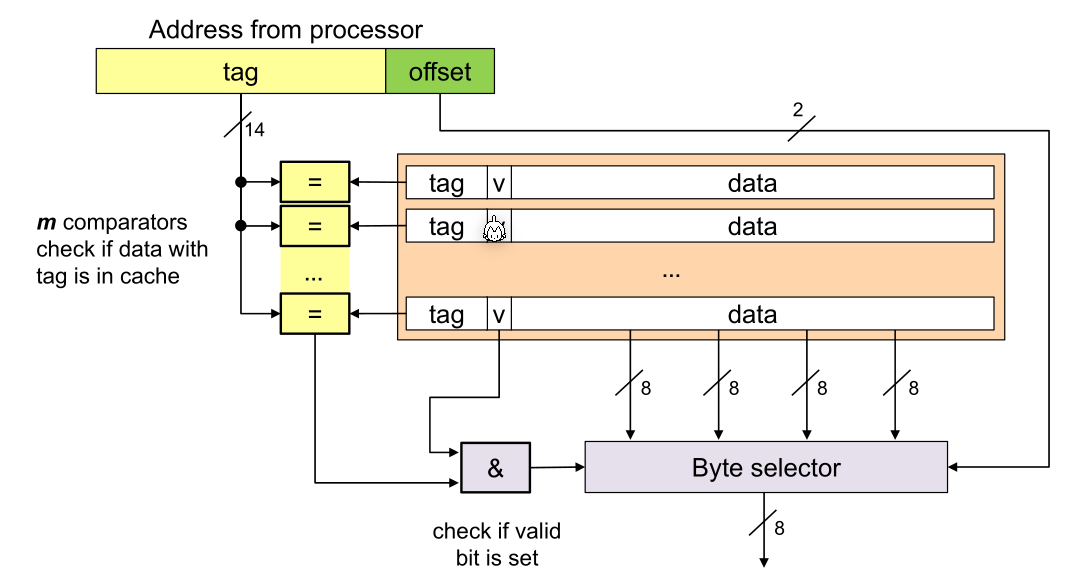 Address from processor
tag offset
2
14
= tag v data
m comparators
check if data with
tag is in cache
= tag data
... ...
= tag v data
8 8 8 8
& Byte selector
check if valid
bit is set
8